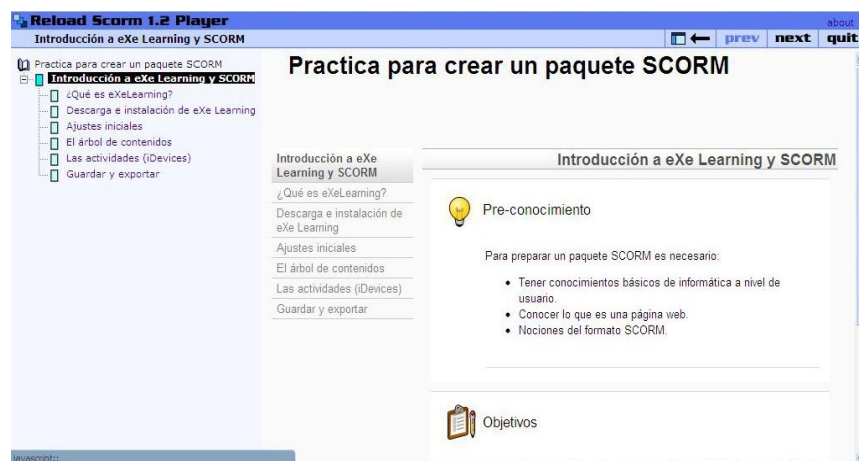 Reload Scorm 1.2 Player
about
Introducción a eXe Learning y SCORM
prev next quit
Practica para crear un paquete SCORM
Introducción a eXe Learning y SCORM
¿Qué es eXeLearning?
Descarga e instalación de eXe Learning
Ajustes iniciales
El árbol de contenidos
Las actividades (iDevices)
Guardar y exportar
Practica para crear un paquete SCORM
Introducción a eXe
Learning y SCORM
¿Qué es eXeLearning?
Descarga e instalación de
eXe Learning
Ajustes iniciales
El árbol de contenidos
Las actividades (iDevices)
Guardar y exportar
Introducción a eXe Learning y SCORM
Pre-conocimiento
Para preparar un paquete SCORM es necesario:
Tener conocimientos básicos de informática a nivel de
usuario.
Conocer lo que es una página web.
Nociones del formato SCORM.
Objetivos
javascript:;